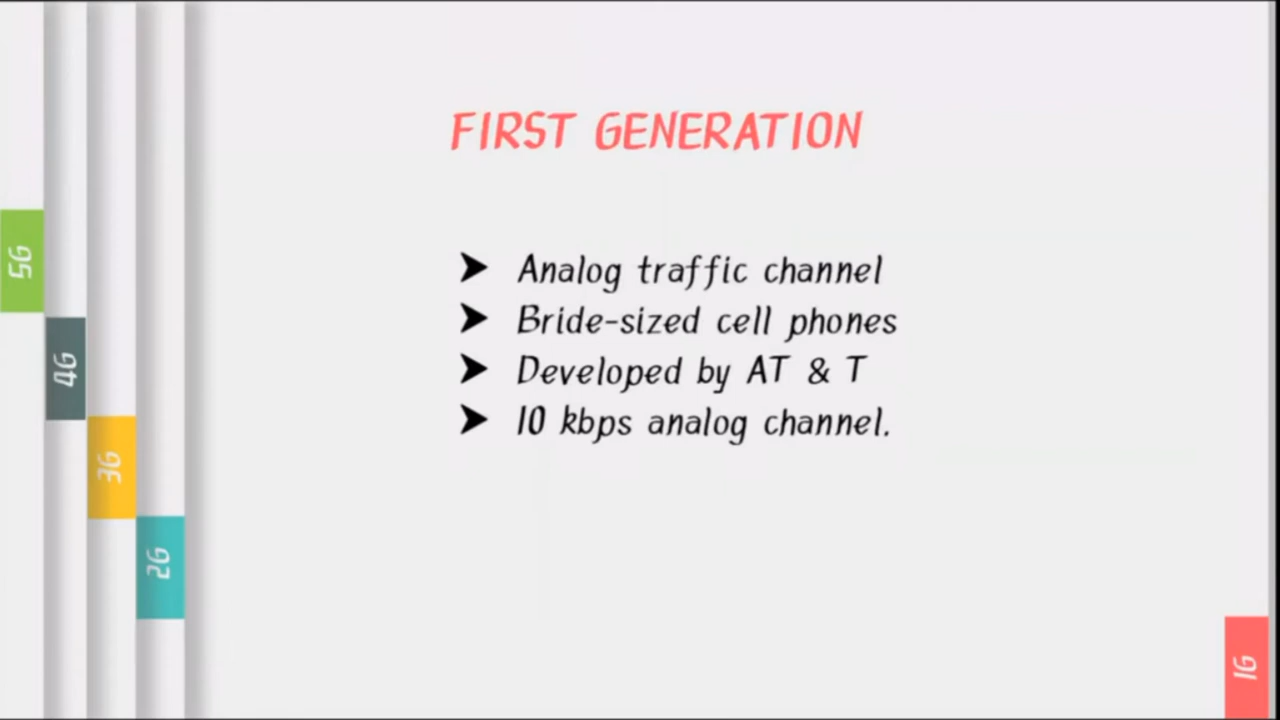 FIRST GENERATION
Analog traffic channel
Bride-sized cell phones
Developed by AT & T
10 kbps analog channel.
5G
4G
3G
2G
1G